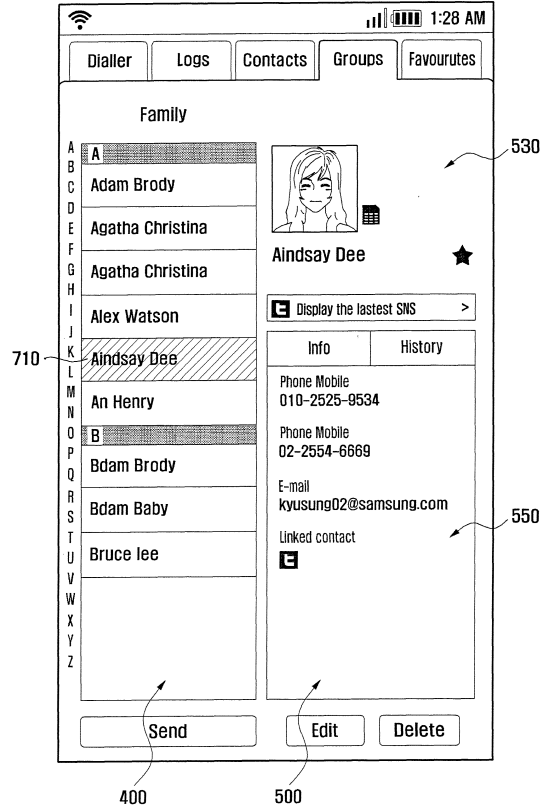 1:28 AM
Dialler
Logs
Contacts
Groups
Favourutes
Family
A
B
C
D
E
F
G
H
I
J
K
L
M
N
O
P
Q
R
S
T
U
V
W
X
Y
Z
A
Adam Brody
Agatha Christina
Agatha Christina
Alex Watson
Aindsay Dee
An Henry
B
Bdam Brody
Bdam Baby
Bruce lee
710
Aindsay Dee
530
t Display the lastest SNS >
Info
History
Phone Mobile
010-2525-9534
Phone Mobile
02-2554-6669
E-mail
kyusung02@samsung.com
Linked contact
t
550
Send
Edit
Delete
400
500